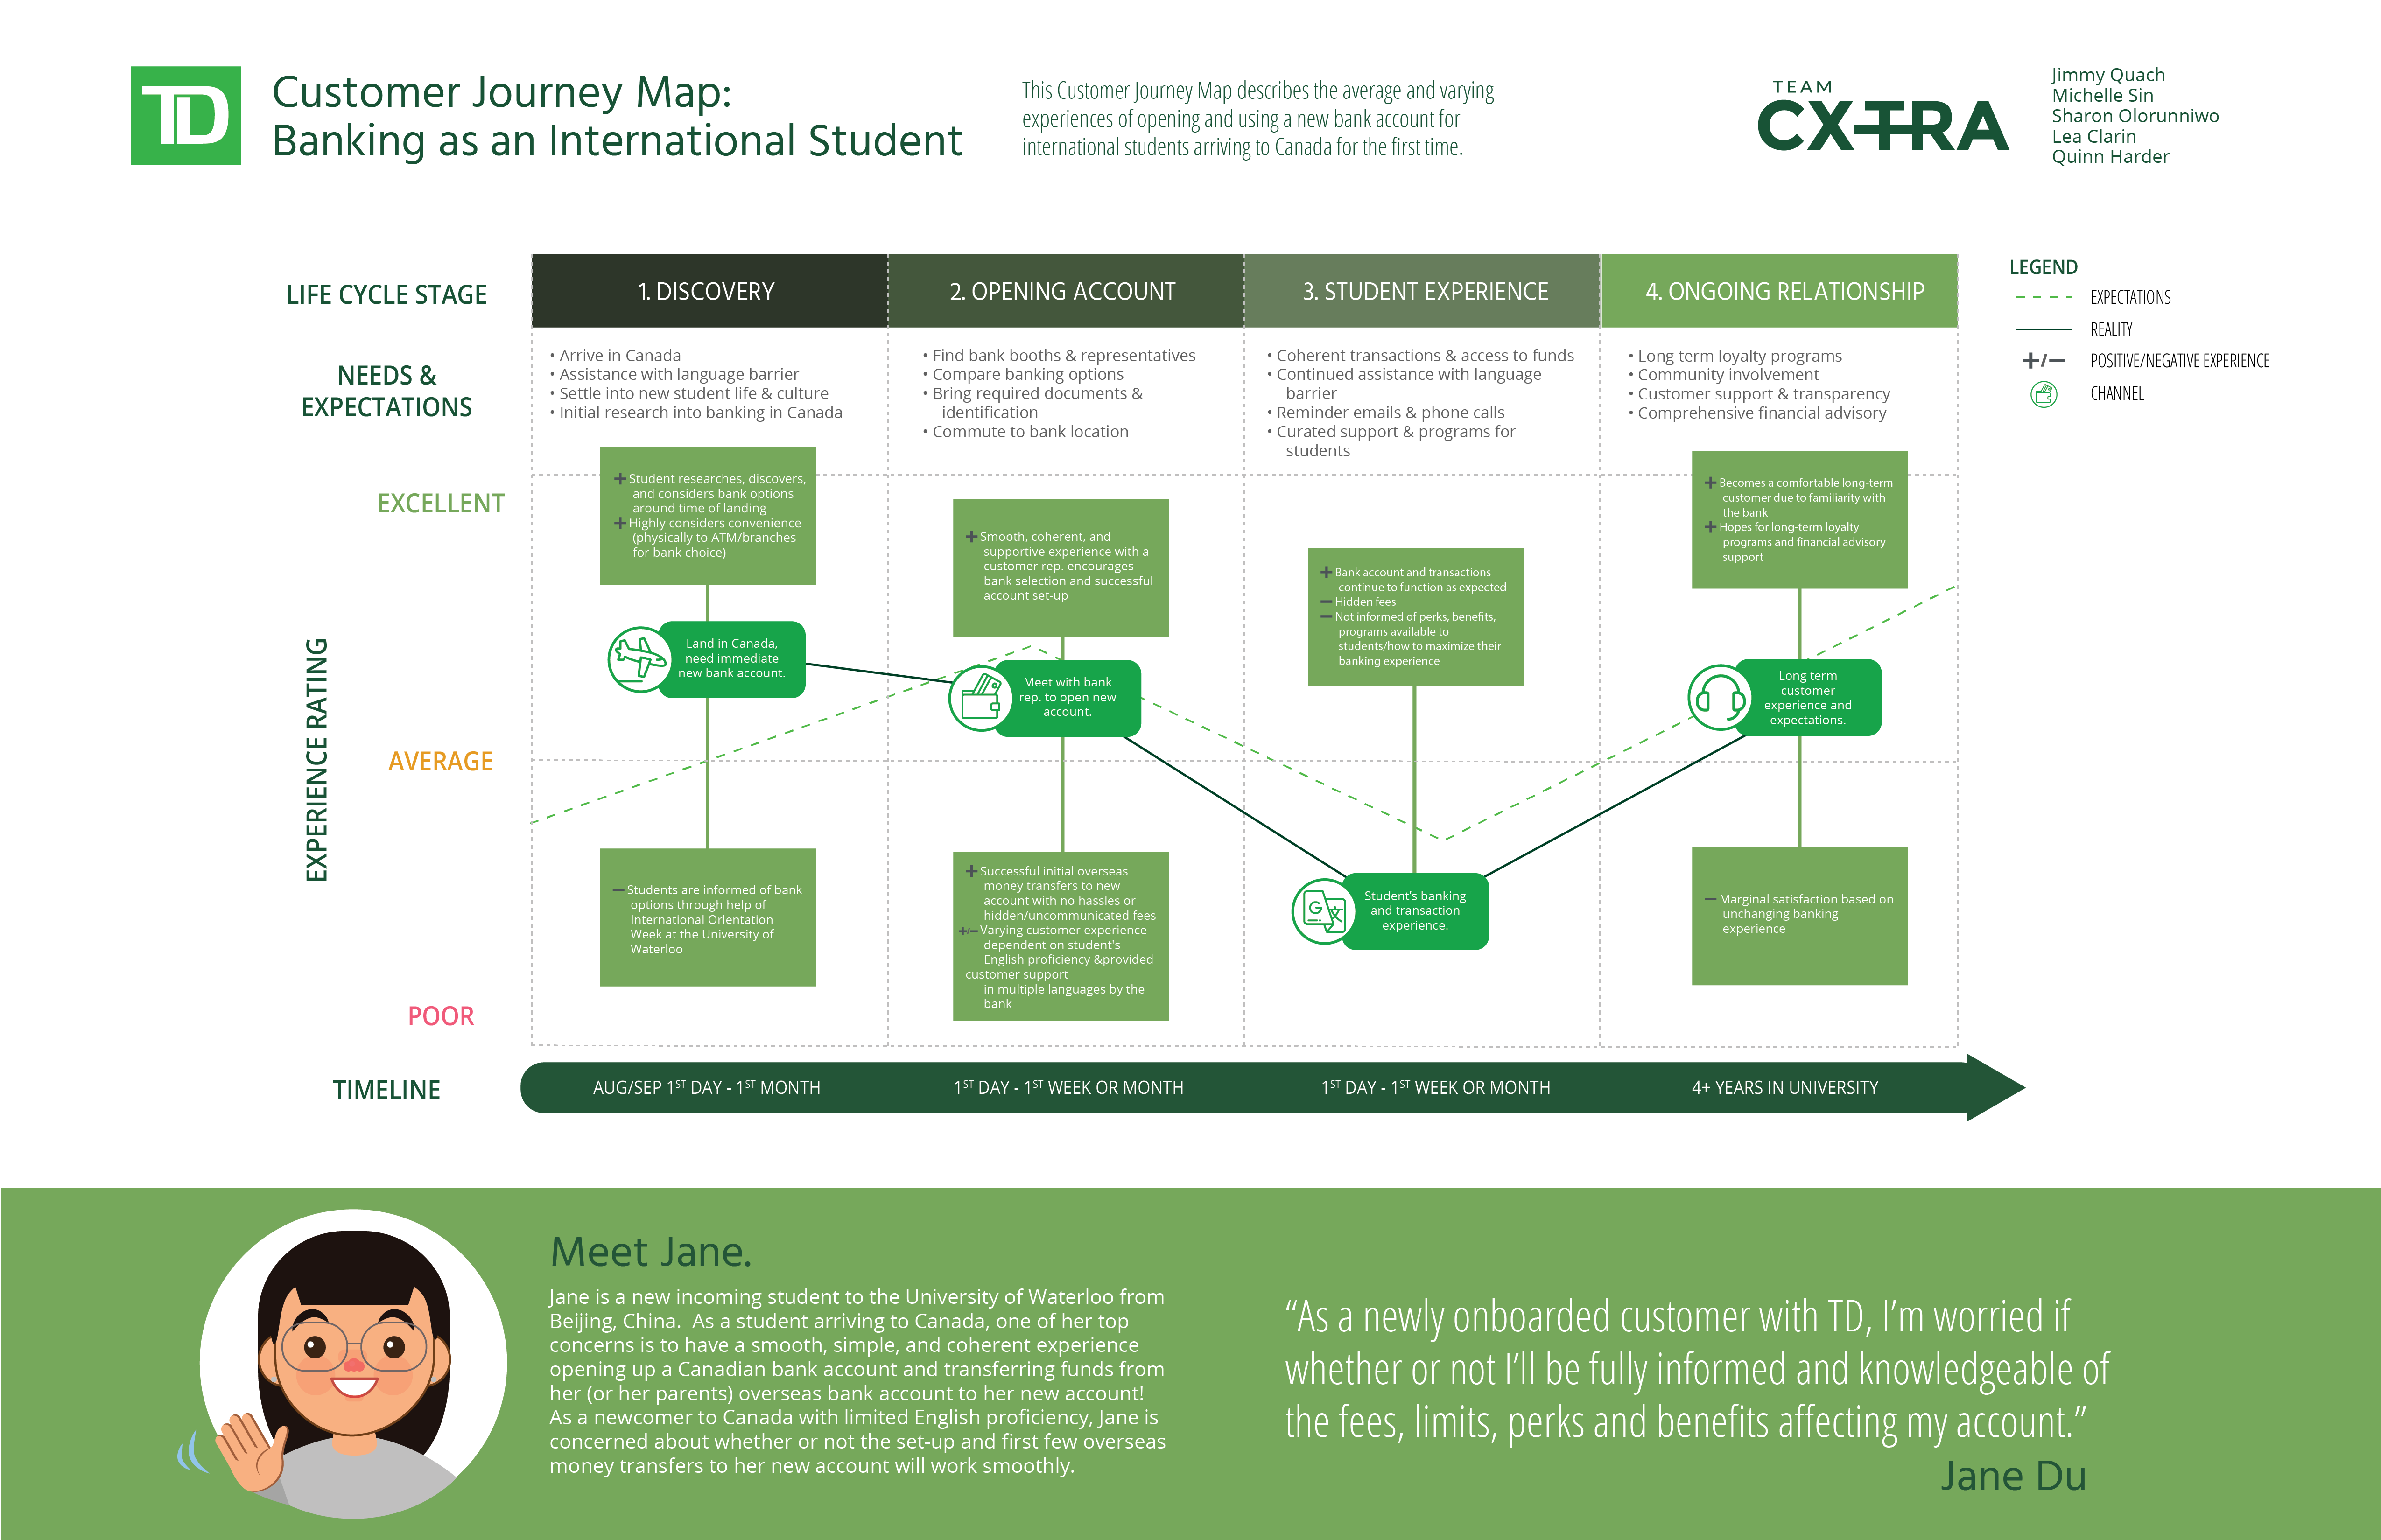 TD
Customer Journey Map:
Banking as an International Student
This Customer Journey Map describes the average and varying
experiences of opening and using a new bank account for
international students arriving to Canada for the first time.
TEAM
CXTRA
Jimmy Quach
Michelle Sin
Sharon Olorunniwo
Lea Clarin
Quinn Harder
LIFE CYCLE STAGE
1. DISCOVERY
2. OPENING ACCOUNT
3. STUDENT EXPERIENCE
4. ONGOING RELATIONSHIP
LEGEND
EXPECTATIONS
REALITY
+/− POSITIVE/NEGATIVE EXPERIENCE
CHANNEL
NEEDS &
EXPECTATIONS
• Arrive in Canada
• Assistance with language barrier
• Settle into new student life & culture
• Initial research into banking in Canada
• Find bank booths & representatives
• Compare banking options
• Bring required documents &
identification
• Commute to bank location
• Coherent transactions & access to funds
• Continued assistance with language
barrier
• Reminder emails & phone calls
• Curated support & programs for
students
• Long term loyalty programs
• Community involvement
• Customer support & transparency
• Comprehensive financial advisory
EXPERIENCE RATING
EXCELLENT
AVERAGE
POOR
+ Student researches, discovers,
and considers bank options
around time of landing
+ Highly considers convenience
(physically to ATM/branches
for bank choice)
Land in Canada,
need immediate
new bank account.
− Students are informed of bank
options through help of
International Orientation
Week at the University of
Waterloo
+ Smooth, coherent, and
supportive experience with a
customer rep. encourages
bank selection and successful
account set-up
Meet with bank
rep. to open new
account.
+ Successful initial overseas
money transfers to new
account with no hassles or
hidden/uncommunicated fees
+/− Varying customer experience
dependent on student's
English proficiency &provided
customer support
in multiple languages by the
bank
+ Bank account and transactions
continue to function as expected
− Hidden fees
− Not informed of perks, benefits,
programs available to
students/how to maximize their
banking experience
G 文
Student's banking
and transaction
experience.
+ Becomes a comfortable long-term
customer due to familiarity with
the bank
+ Hopes for long-term loyalty
programs and financial advisory
support
Long term
customer
experience and
expectations.
− Marginal satisfaction based on
unchanging banking
experience
TIMELINE
AUG/SEP 1ST DAY - 1ST MONTH
1ST DAY - 1ST WEEK OR MONTH
1ST DAY - 1ST WEEK OR MONTH
4+ YEARS IN UNIVERSITY
Meet Jane.
Jane is a new incoming student to the University of Waterloo from
Beijing, China.  As a student arriving to Canada, one of her top
concerns is to have a smooth, simple, and coherent experience
opening up a Canadian bank account and transferring funds from
her (or her parents) overseas bank account to her new account!
As a newcomer to Canada with limited English proficiency, Jane is
concerned about whether or not the set-up and first few overseas
money transfers to her new account will work smoothly.
“As a newly onboarded customer with TD, I’m worried if
whether or not I’ll be fully informed and knowledgeable of
the fees, limits, perks and benefits affecting my account.”
Jane Du